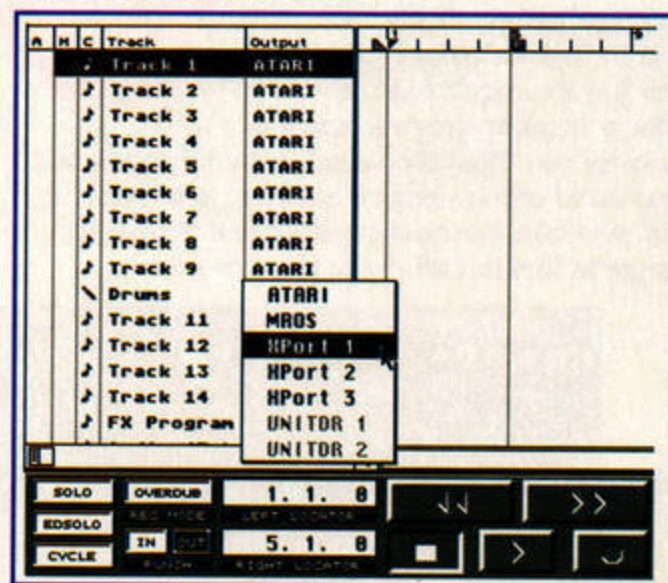 A M C Track Output 1 5 9
Track 1 ATARI
Track 2 ATARI
Track 3 ATARI
Track 4 ATARI
Track 5 ATARI
Track 6 ATARI
Track 7 ATARI
Track 8 ATARI
Track 9 ATARI
Drums ATARI
Track 11 MROS
Track 12 XPort 1
Track 13 XPort 2
Track 14 XPort 3
FX Program UNITOR 1
UNITOR 2
SOLO OVERDUB 1. 1. 0
REC MODE LEFT LOCATOR
EDSOLO
IN OUT 5. 1. 0
CYCLE PUNCH RIGHT LOCATOR